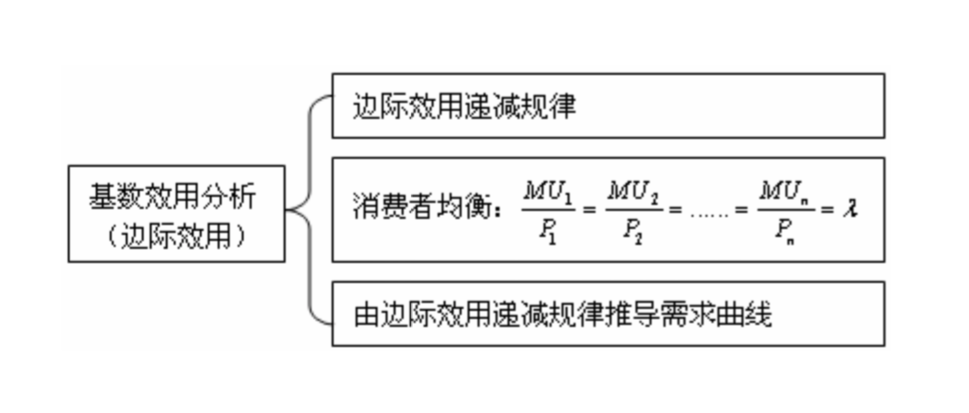 边际效用递减规律
基数效用分析
（边际效用）
消费者均衡：MU₁/P₁ = MU₂/P₂ = …… = MUₙ/Pₙ = λ
由边际效用递减规律推导需求曲线